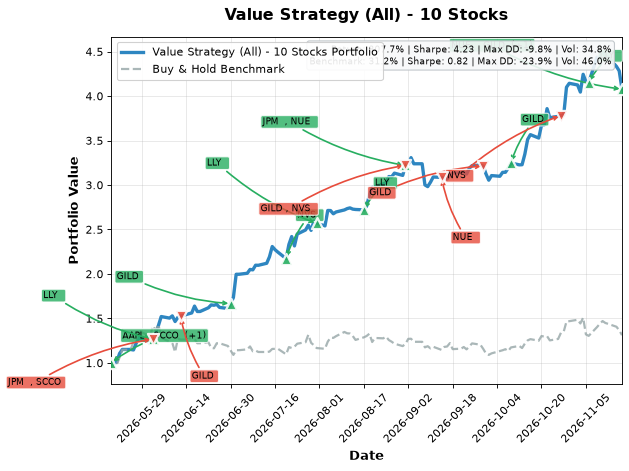 Value Strategy (All) - 10 Stocks
Value Strategy (All) - 10 Stocks Portfolio
Buy & Hold Benchmark
7.7% | Sharpe: 4.23 | Max DD: -9.8% | Vol: 34.8%
2% | Sharpe: 0.82 | Max DD: -23.9% | Vol: 46.0%
4.5
4.0
3.5
3.0
2.5
2.0
1.5
1.0
Portfolio Value
JPM , NUE
GILD
LLY
NVS
LLY
GILD
GILD , NVS
NUE
GILD
LLY
(+1)
JPM , SCCO
GILD
2026-05-29
2026-06-14
2026-06-30
2026-07-16
2026-08-01
2026-08-17
2026-09-02
2026-09-18
2026-10-04
2026-10-20
2026-11-05
Date